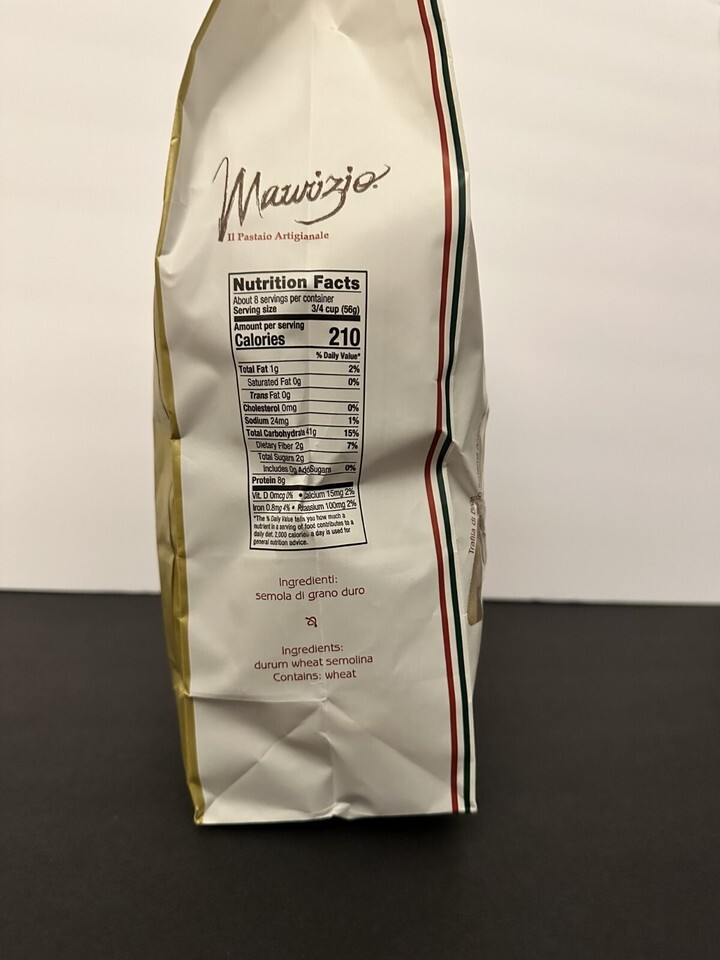 Maurizio
Il Pastaio Artigianale
Nutrition Facts
About 8 servings per container
Serving size 3/4 cup (56g)
Amount per serving
Calories 210
% Daily Value*
Total Fat 1g 2%
Saturated Fat 0g 0%
Trans Fat 0g
Cholesterol 0mg 0%
Sodium 24mg 1%
Total Carbohydrate 41g 15%
Dietary Fiber 2g 7%
Total Sugars 2g
Includes 0g Add Sugars 0%
Protein 8g
Vit. D 0mcg 0% • Calcium 15mg 2%
Iron 0.8mg 4% • Potassium 100mg 2%
*The % Daily Value tells you how much a
nutrient in a serving of food contributes to a
daily diet. 2,000 calories a day is used for
general nutrition advice.
Ingredienti:
semola di grano duro
Ingredients:
durum wheat semolina
Contains: wheat
Trafila di